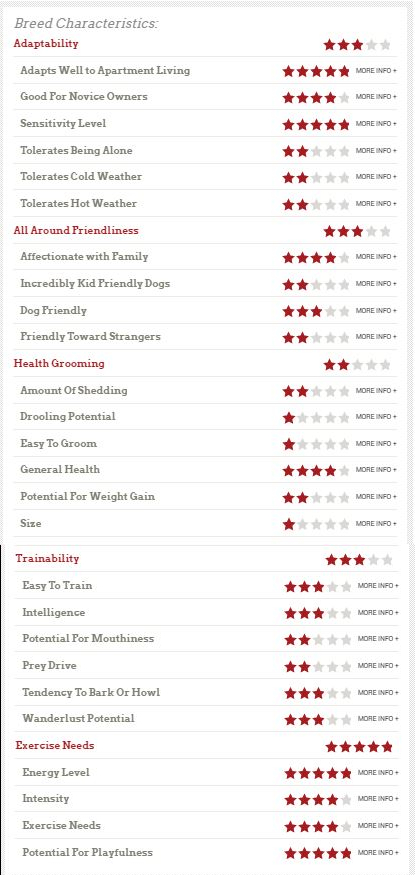 Breed Characteristics:
Adaptability
Adapts Well to Apartment Living MORE INFO +
Good For Novice Owners MORE INFO +
Sensitivity Level MORE INFO +
Tolerates Being Alone MORE INFO +
Tolerates Cold Weather MORE INFO +
Tolerates Hot Weather MORE INFO +
All Around Friendliness
Affectionate with Family MORE INFO +
Incredibly Kid Friendly Dogs MORE INFO +
Dog Friendly MORE INFO +
Friendly Toward Strangers MORE INFO +
Health Grooming
Amount Of Shedding MORE INFO +
Drooling Potential MORE INFO +
Easy To Groom MORE INFO +
General Health MORE INFO +
Potential For Weight Gain MORE INFO +
Size MORE INFO +
Trainability
Easy To Train MORE INFO +
Intelligence MORE INFO +
Potential For Mouthiness MORE INFO +
Prey Drive MORE INFO +
Tendency To Bark Or Howl MORE INFO +
Wanderlust Potential MORE INFO +
Exercise Needs
Energy Level MORE INFO +
Intensity MORE INFO +
Exercise Needs MORE INFO +
Potential For Playfulness MORE INFO +